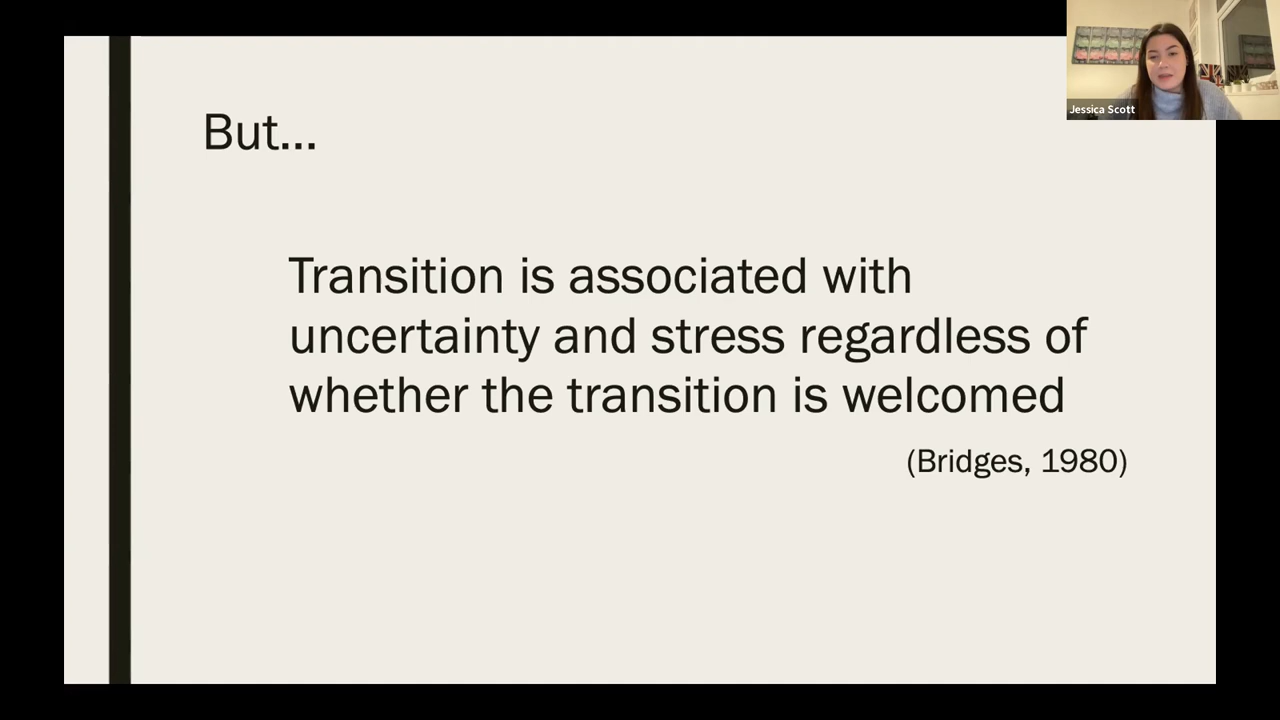 Jessica Scott
But...
Transition is associated with
uncertainty and stress regardless of
whether the transition is welcomed
(Bridges, 1980)